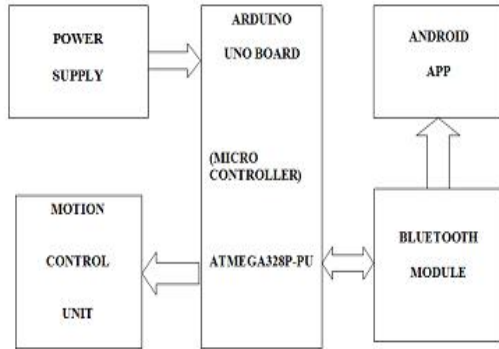 POWER
SUPPLY
ARDUINO
UNO BOARD
(MICRO
CONTROLLER)
ATMEGA328P-PU
ANDROID
APP
MOTION
CONTROL
UNIT
BLUETOOTH
MODULE